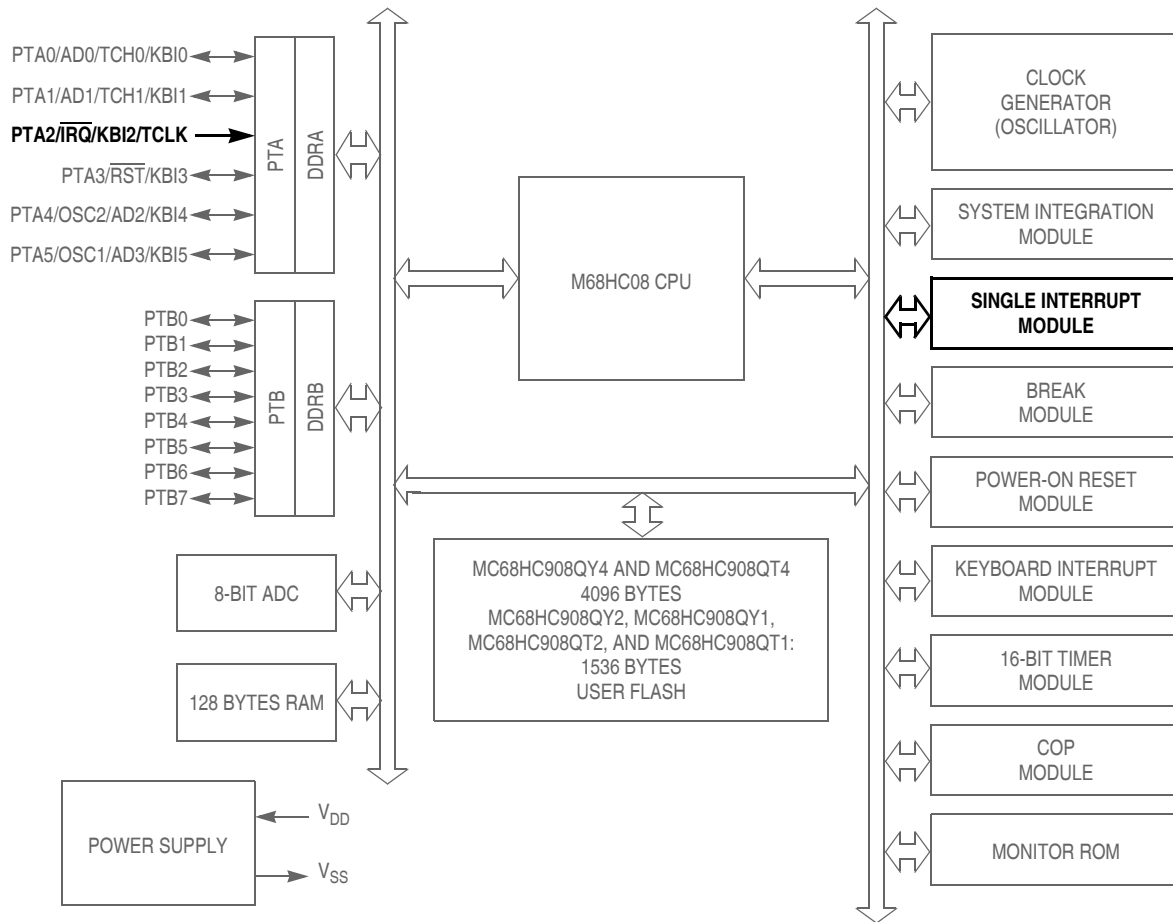 PTA0/AD0/TCH0/KBI0
PTA1/AD1/TCH1/KBI1
PTA2/IRQ/KBI2/TCLK
PTA3/RST/KBI3
PTA4/OSC2/AD2/KBI4
PTA5/OSC1/AD3/KBI5
PTA
DDRA
PTB0
PTB1
PTB2
PTB3
PTB4
PTB5
PTB6
PTB7
PTB
DDRB
8-BIT ADC
128 BYTES RAM
POWER SUPPLY
VDD
VSS
M68HC08 CPU
MC68HC908QY4 AND MC68HC908QT4
4096 BYTES
MC68HC908QY2, MC68HC908QY1,
MC68HC908QT2, AND MC68HC908QT1:
1536 BYTES
USER FLASH
CLOCK
GENERATOR
(OSCILLATOR)
SYSTEM INTEGRATION
MODULE
SINGLE INTERRUPT
MODULE
BREAK
MODULE
POWER-ON RESET
MODULE
KEYBOARD INTERRUPT
MODULE
16-BIT TIMER
MODULE
COP
MODULE
MONITOR ROM